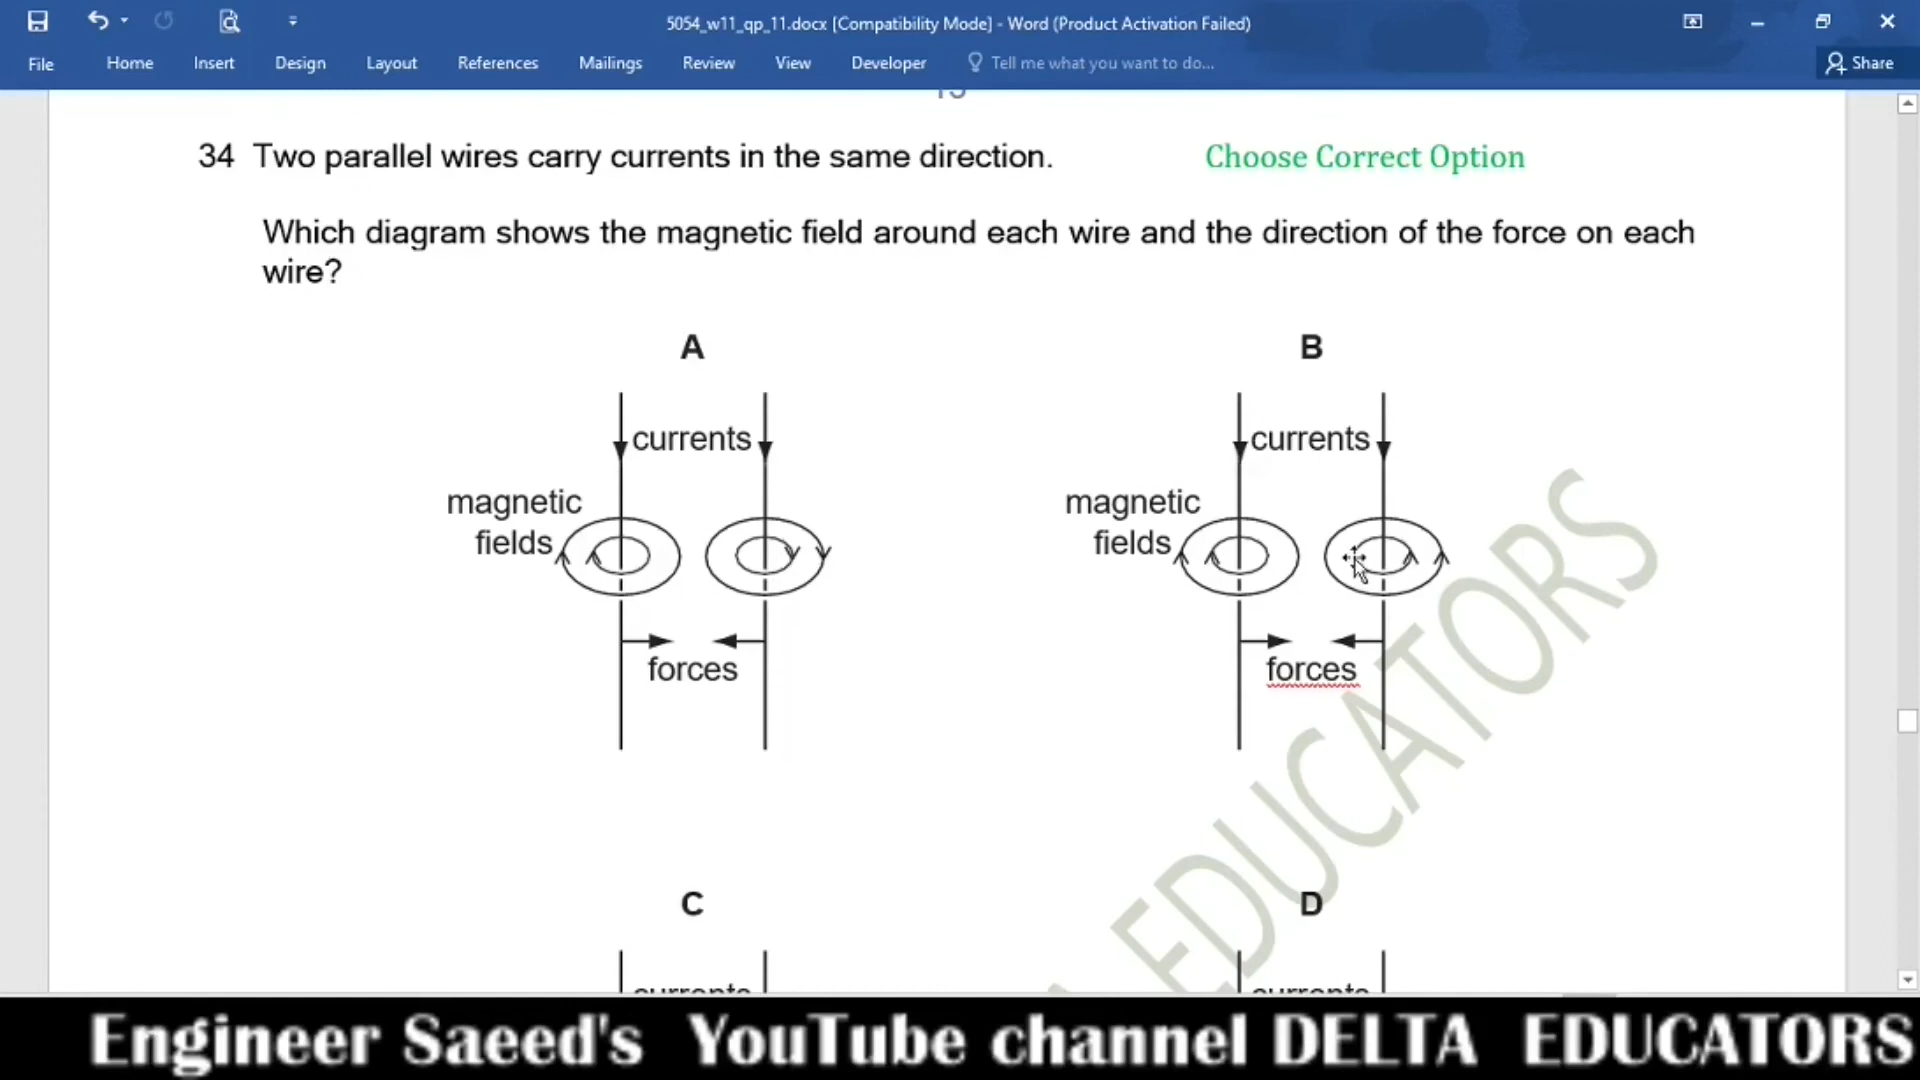 5054_w11_qp_11.docx [Compatibility Mode] - Word (Product Activation Failed)
File Home Insert Design Layout References Mailings Review View Developer Tell me what you want to do... Share
34 Two parallel wires carry currents in the same direction. Choose Correct Option
Which diagram shows the magnetic field around each wire and the direction of the force on each
wire?
A B
currents currents
magnetic magnetic
fields fields
forces forces
C D
currents currents
EDUCATORS
Engineer Saeed's YouTube channel DELTA EDUCATORS